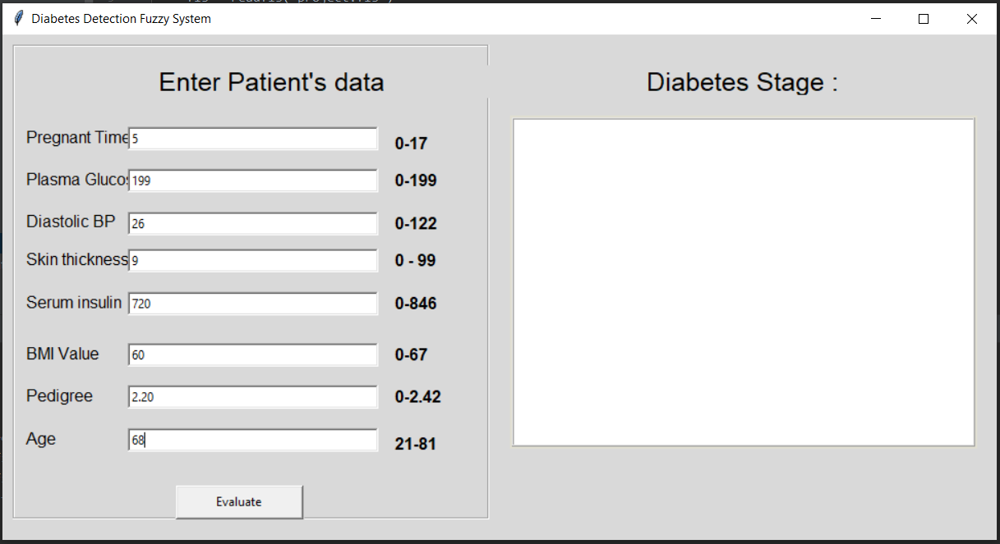 Diabetes Detection Fuzzy System
Enter Patient's data
Pregnant Time 5 0-17
Plasma Gluco 199 0-199
Diastolic BP 26 0-122
Skin thickness 9 0 - 99
Serum insulin 720 0-846
BMI Value 60 0-67
Pedigree 2.20 0-2.42
Age 68 21-81
Evaluate
Diabetes Stage :